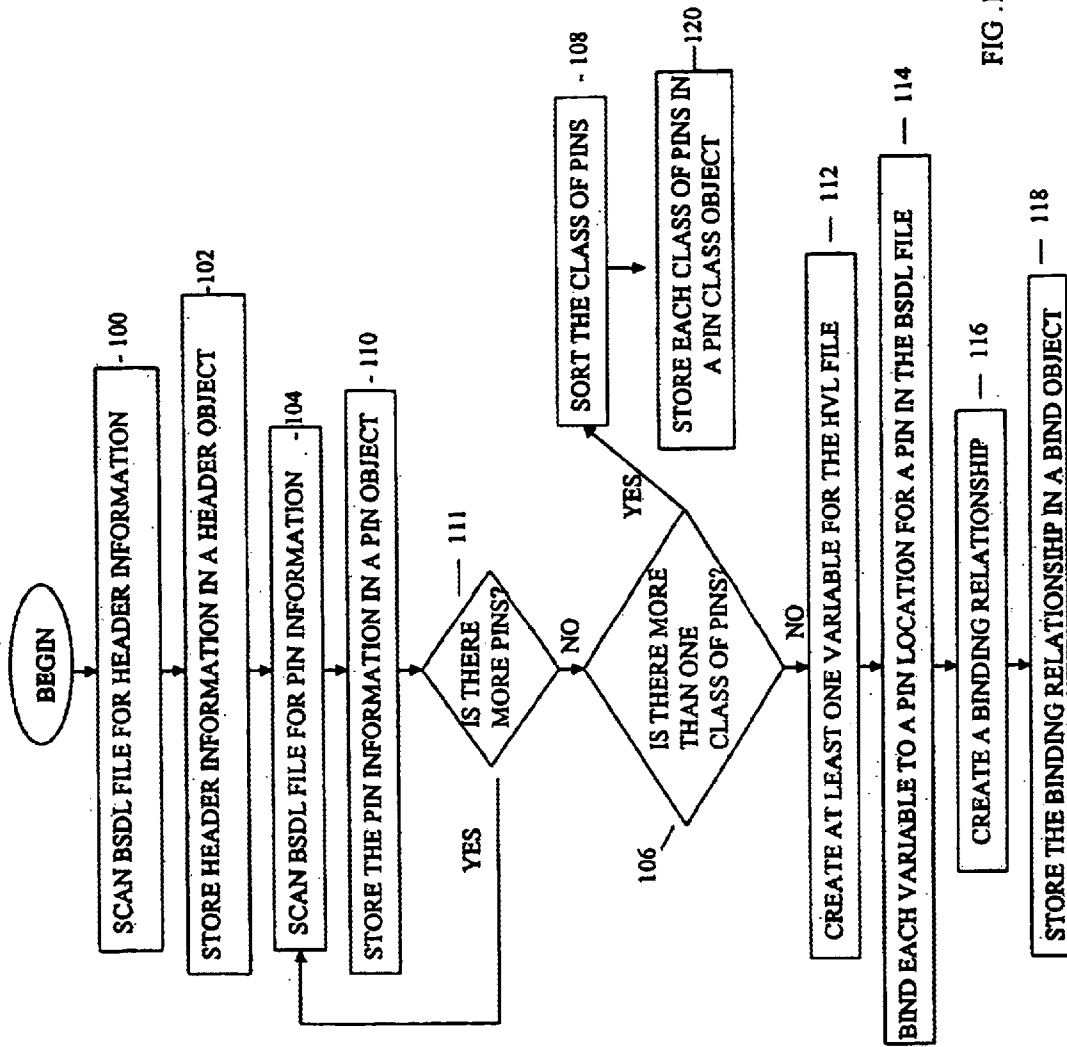 BEGIN
SCAN BSDL FILE FOR HEADER INFORMATION
- 100
STORE HEADER INFORMATION IN A HEADER OBJECT
-102
SCAN BSDL FILE FOR PIN INFORMATION
-104
STORE THE PIN INFORMATION IN A PIN OBJECT
- 110
IS THERE
MORE PINS?
— 111
YES
NO
IS THERE MORE
THAN ONE
CLASS OF PINS?
106
YES
SORT THE CLASS OF PINS
- 108
STORE EACH CLASS OF PINS IN
A PIN CLASS OBJECT
—120
NO
CREATE AT LEAST ONE VARIABLE FOR THE HVL FILE
— 112
BIND EACH VARIABLE TO A PIN LOCATION FOR A PIN IN THE BSDL FILE
— 114
CREATE A BINDING RELATIONSHIP
— 116
STORE THE BINDING RELATIONSIHP IN A BIND OBJECT
— 118
FIG .1